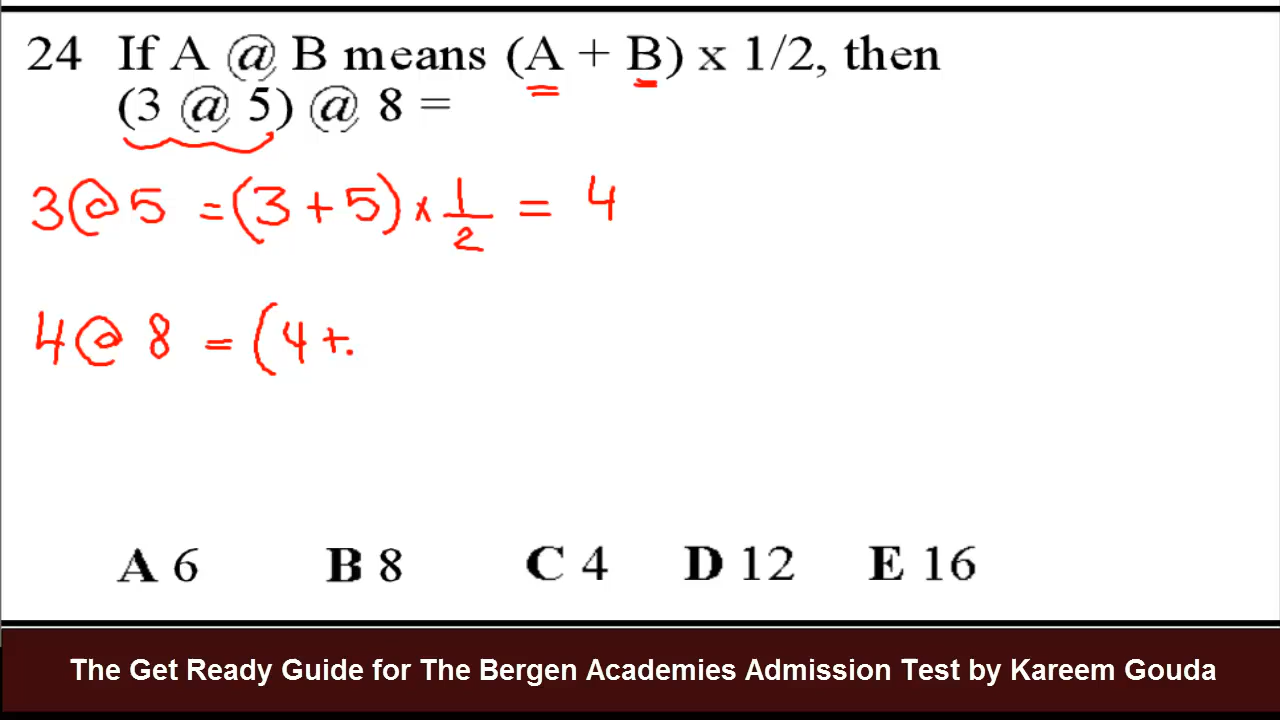 24 If A @ B means (A + B) x 1/2, then
(3 @ 5) @ 8 =
3@5 = (3+5) × 1/2 = 4
4@8 = (4+
A 6 B 8 C 4 D 12 E 16
The Get Ready Guide for The Bergen Academies Admission Test by Kareem Gouda